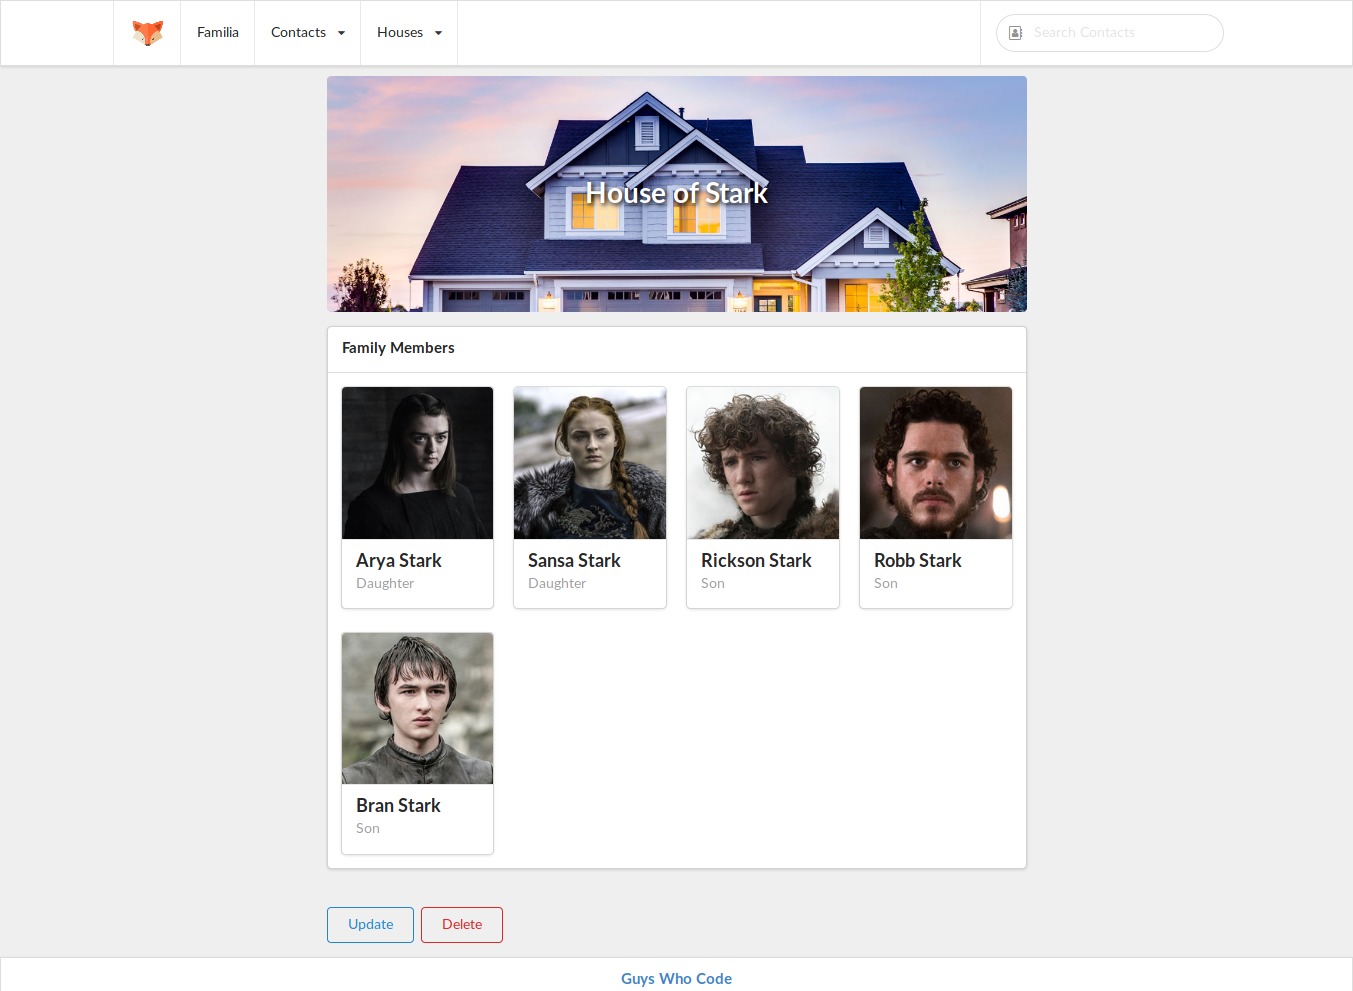 Familia
Contacts
Houses
Search Contacts
House of Stark
Family Members
Arya Stark
Daughter
Sansa Stark
Daughter
Rickson Stark
Son
Robb Stark
Son
Bran Stark
Son
Update
Delete
Guys Who Code